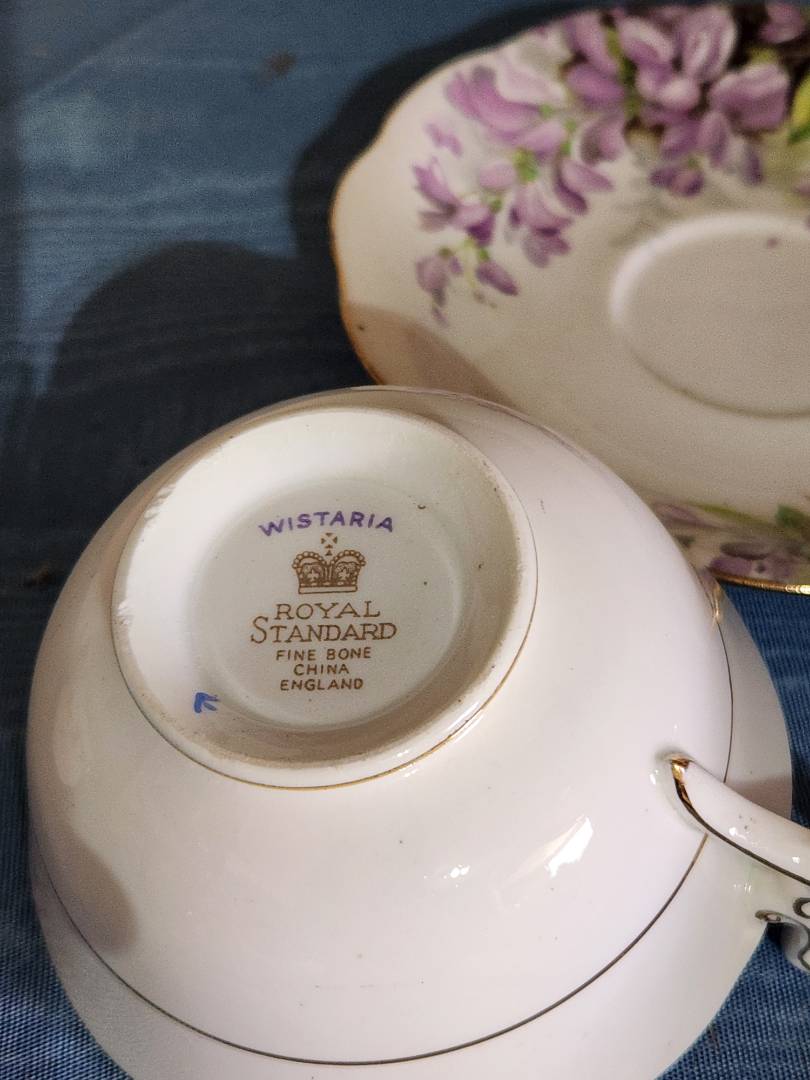 WISTARIA
ROYAL
STANDARD
FINE BONE
CHINA
ENGLAND